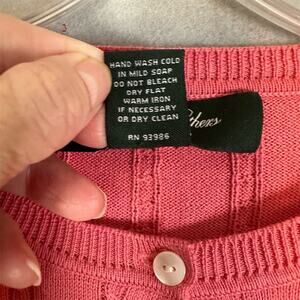 HAND WASH COLD
IN MILD SOAP
DO NOT BLEACH
DRY FLAT
WARM IRON
IF NECESSARY
OR DRY CLEAN
RN 93986